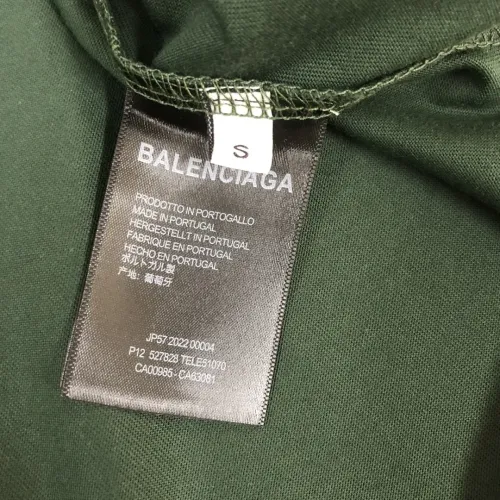 S
BALENCIAGA
PRODOTTO IN PORTOGALLO
MADE IN PORTUGAL
HERGESTELLT IN PORTUGAL
FABRIQUE EN PORTUGAL
HECHO EN PORTUGAL
ポルトガル製
产地: 葡萄牙
JP57 2022 00004
P12 527828 TELE51070
CA00985 - CA63081